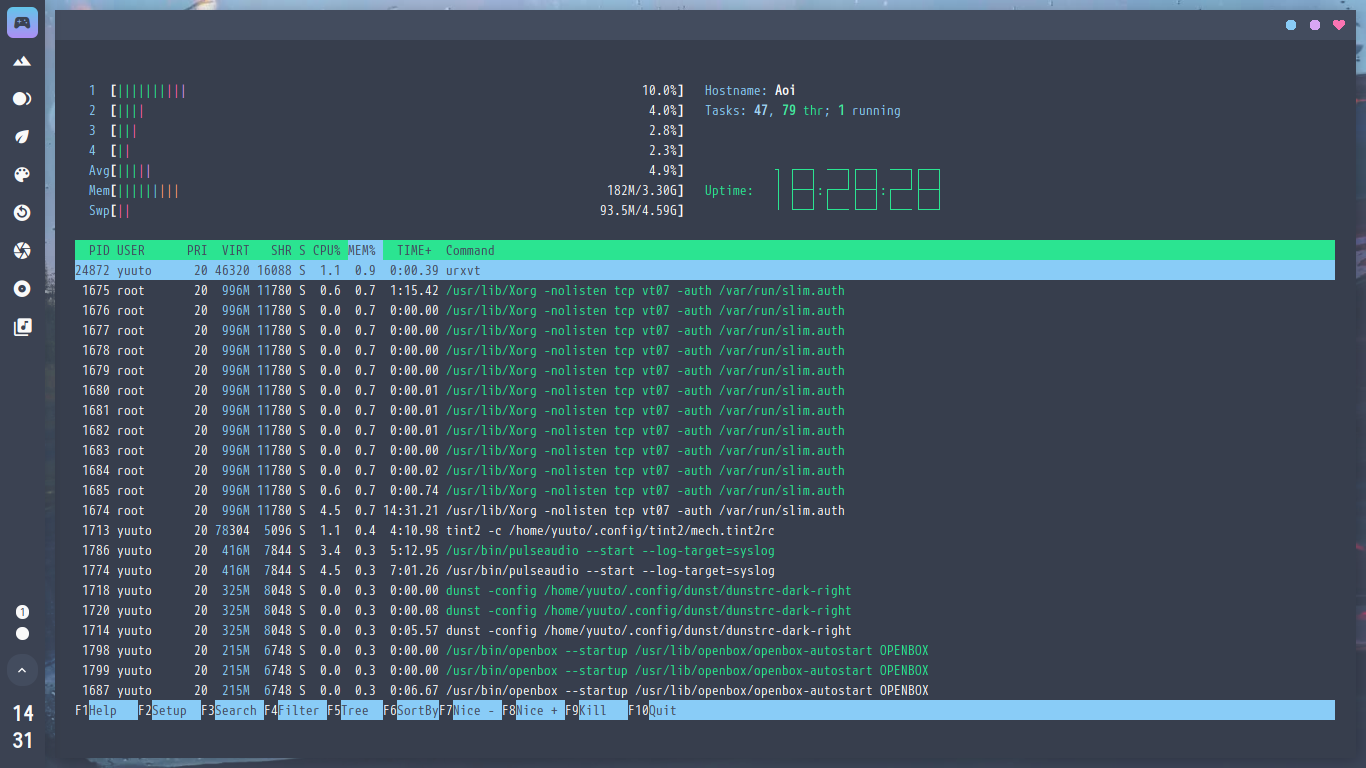 1 [|||||||||| 10.0%] Hostname: Aoi
2 [|||| 4.0%] Tasks: 47, 79 thr; 1 running
3 [||| 2.8%]
4 [|| 2.3%]
Avg[||||| 4.9%]
Mem[||||||||| 182M/3.30G] Uptime: 18:28:28
Swp[|| 93.5M/4.59G]
PID USER PRI VIRT SHR S CPU% MEM% TIME+ Command
24872 yuuto 20 46320 16088 S 1.1 0.9 0:00.39 urxvt
1675 root 20 996M 11780 S 0.6 0.7 1:15.42 /usr/lib/Xorg -nolisten tcp vt07 -auth /var/run/slim.auth
1676 root 20 996M 11780 S 0.0 0.7 0:00.00 /usr/lib/Xorg -nolisten tcp vt07 -auth /var/run/slim.auth
1677 root 20 996M 11780 S 0.0 0.7 0:00.00 /usr/lib/Xorg -nolisten tcp vt07 -auth /var/run/slim.auth
1678 root 20 996M 11780 S 0.0 0.7 0:00.00 /usr/lib/Xorg -nolisten tcp vt07 -auth /var/run/slim.auth
1679 root 20 996M 11780 S 0.0 0.7 0:00.00 /usr/lib/Xorg -nolisten tcp vt07 -auth /var/run/slim.auth
1680 root 20 996M 11780 S 0.0 0.7 0:00.01 /usr/lib/Xorg -nolisten tcp vt07 -auth /var/run/slim.auth
1681 root 20 996M 11780 S 0.0 0.7 0:00.01 /usr/lib/Xorg -nolisten tcp vt07 -auth /var/run/slim.auth
1682 root 20 996M 11780 S 0.0 0.7 0:00.01 /usr/lib/Xorg -nolisten tcp vt07 -auth /var/run/slim.auth
1683 root 20 996M 11780 S 0.0 0.7 0:00.00 /usr/lib/Xorg -nolisten tcp vt07 -auth /var/run/slim.auth
1684 root 20 996M 11780 S 0.0 0.7 0:00.02 /usr/lib/Xorg -nolisten tcp vt07 -auth /var/run/slim.auth
1685 root 20 996M 11780 S 0.6 0.7 0:00.74 /usr/lib/Xorg -nolisten tcp vt07 -auth /var/run/slim.auth
1674 root 20 996M 11780 S 4.5 0.7 14:31.21 /usr/lib/Xorg -nolisten tcp vt07 -auth /var/run/slim.auth
1713 yuuto 20 78304 5096 S 1.1 0.4 4:10.98 tint2 -c /home/yuuto/.config/tint2/mech.tint2rc
1786 yuuto 20 416M 7844 S 3.4 0.3 5:12.95 /usr/bin/pulseaudio --start --log-target=syslog
1774 yuuto 20 416M 7844 S 4.5 0.3 7:01.26 /usr/bin/pulseaudio --start --log-target=syslog
1718 yuuto 20 325M 8048 S 0.0 0.3 0:00.00 dunst -config /home/yuuto/.config/dunst/dunstrc-dark-right
1720 yuuto 20 325M 8048 S 0.0 0.3 0:00.08 dunst -config /home/yuuto/.config/dunst/dunstrc-dark-right
1714 yuuto 20 325M 8048 S 0.0 0.3 0:05.57 dunst -config /home/yuuto/.config/dunst/dunstrc-dark-right
1798 yuuto 20 215M 6748 S 0.0 0.3 0:00.00 /usr/bin/openbox --startup /usr/lib/openbox/openbox-autostart OPENBOX
1799 yuuto 20 215M 6748 S 0.0 0.3 0:00.00 /usr/bin/openbox --startup /usr/lib/openbox/openbox-autostart OPENBOX
1687 yuuto 20 215M 6748 S 0.0 0.3 0:06.67 /usr/bin/openbox --startup /usr/lib/openbox/openbox-autostart OPENBOX
F1Help F2Setup F3Search F4Filter F5Tree F6SortBy F7Nice - F8Nice + F9Kill F10Quit
1
14
31